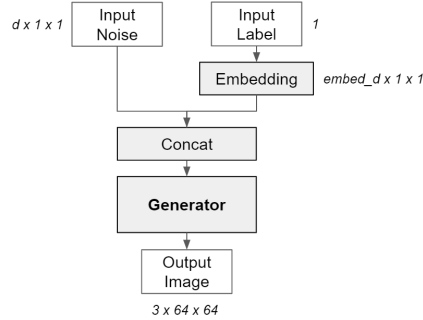 d x 1 x 1
Input
Noise
Input
Label
1
Embedding
embed_d x 1 x 1
Concat
Generator
Output
Image
3 x 64 x 64